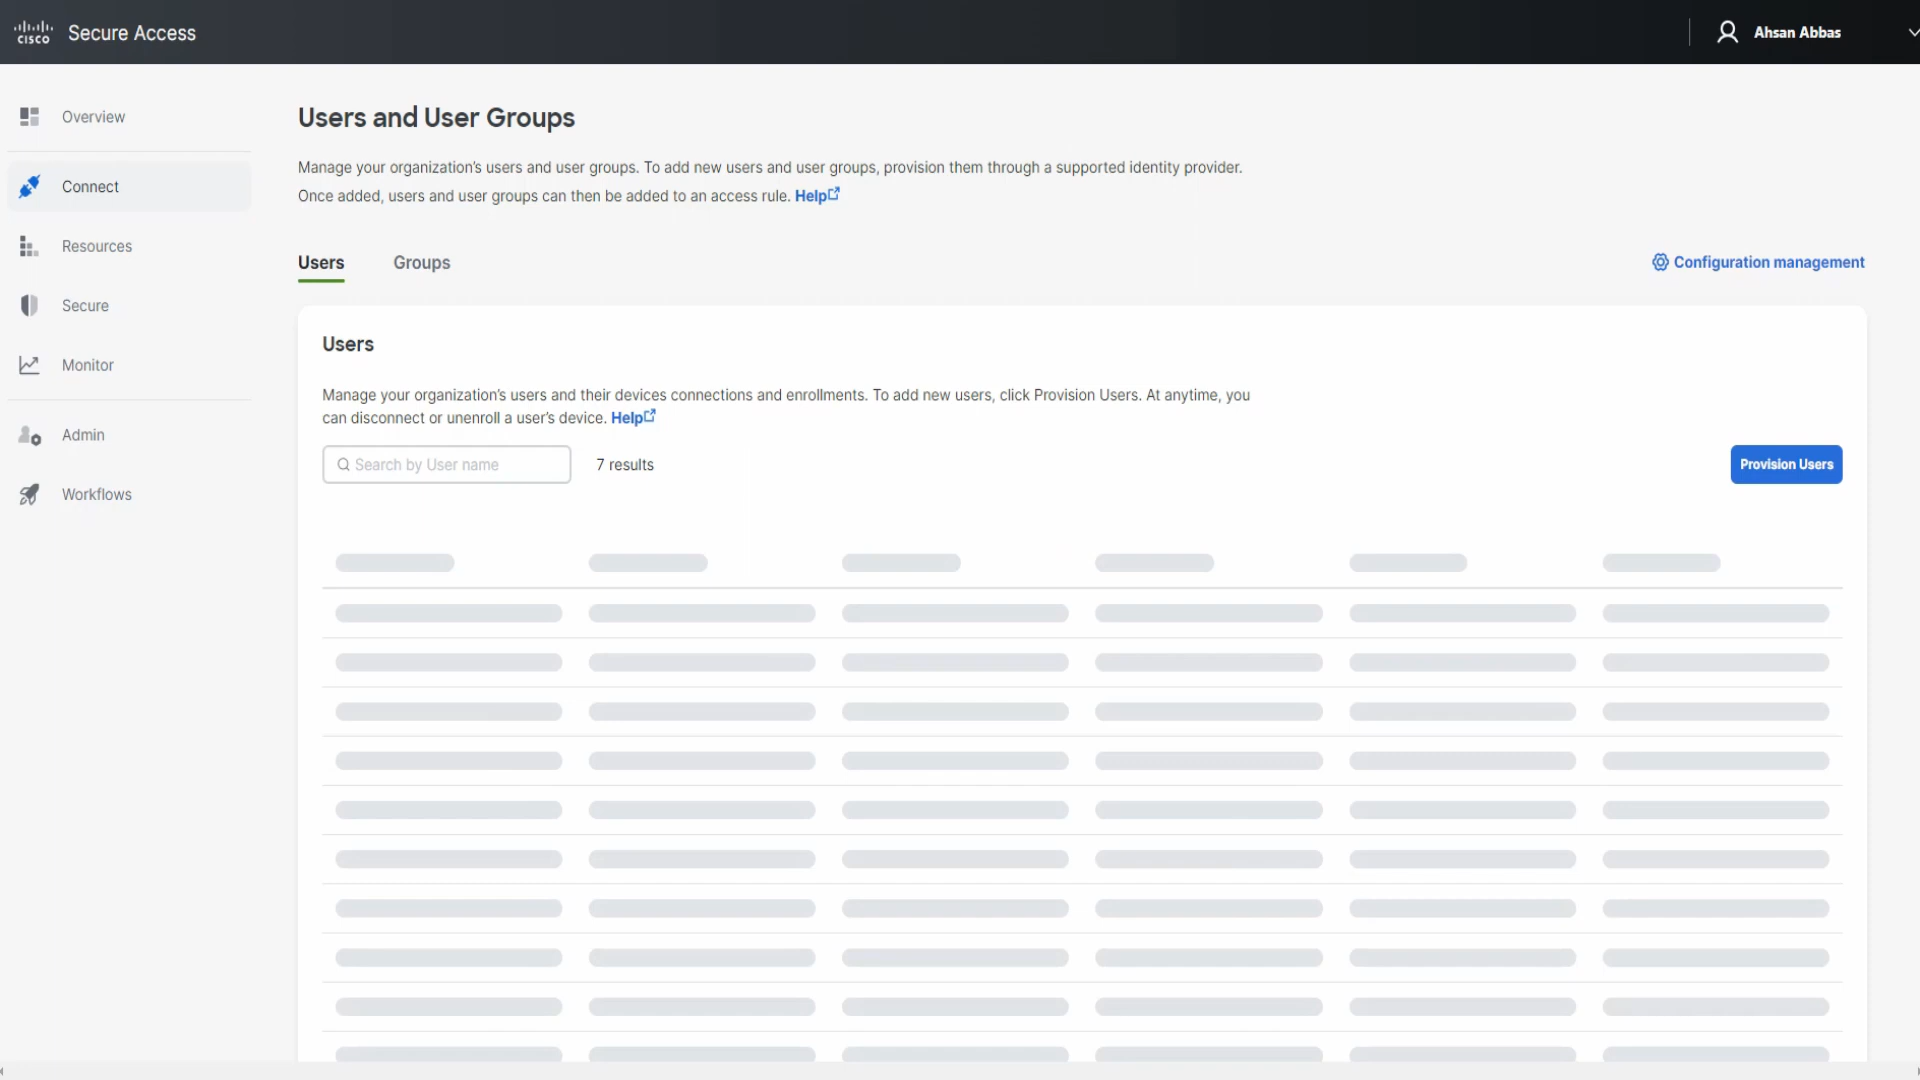 CISCO
Secure Access
Ahsan Abbas
Overview
Connect
Resources
Secure
Monitor
Admin
Workflows
Users and User Groups
Manage your organization's users and user groups. To add new users and user groups, provision them through a supported identity provider.
Once added, users and user groups can then be added to an access rule. Help
Users
Groups
Configuration management
Users
Manage your organization's users and their devices connections and enrollments. To add new users, click Provision Users. At anytime, you
can disconnect or unenroll a user's device. Help
Search by User name
7 results
Provision Users